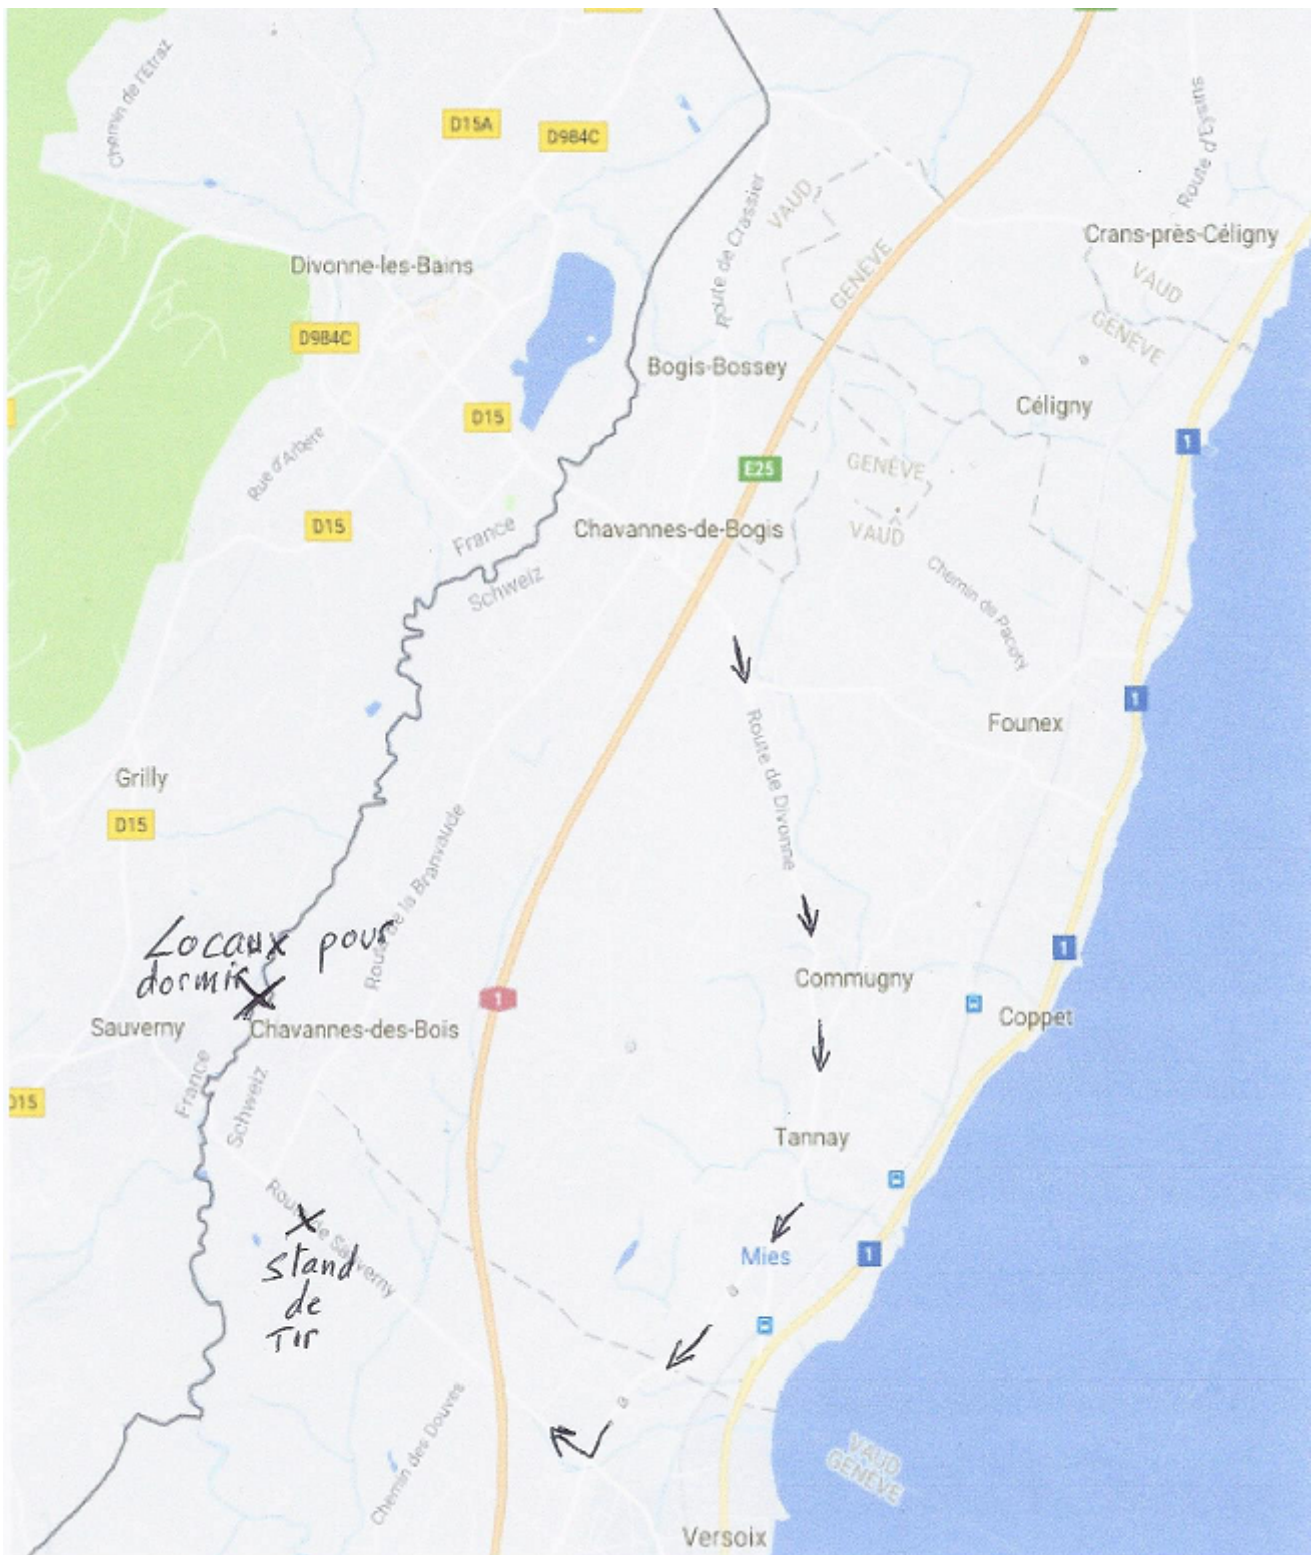 Chemin de l'Etraz
D15A
D984C
Route d'Eysins
Route de Crassier
VAUD
Crans-près-Céligny
Divonne-les-Bains
GENÈVE
VAUD
D984C
GENÈVE
Bogis-Bossey
Céligny
D15
1
Rue d'Arbère
E25
GENÈVE
D15
France
Chavannes-de-Bogis
VAUD
Schweiz
Chemin de Pacoty
1
Route de Divonne
Founex
Grilly
D15
Route de la Branvaude
Locaux pour
dormir
1
Commugny
1
Coppet
Sauverny
Chavannes-des-Bois
France
Schweiz
D15
Tannay
Route de Sauverny
Mies
1
stand
de
Tir
Chemin des Douves
VAUD
GENÈVE
Versoix